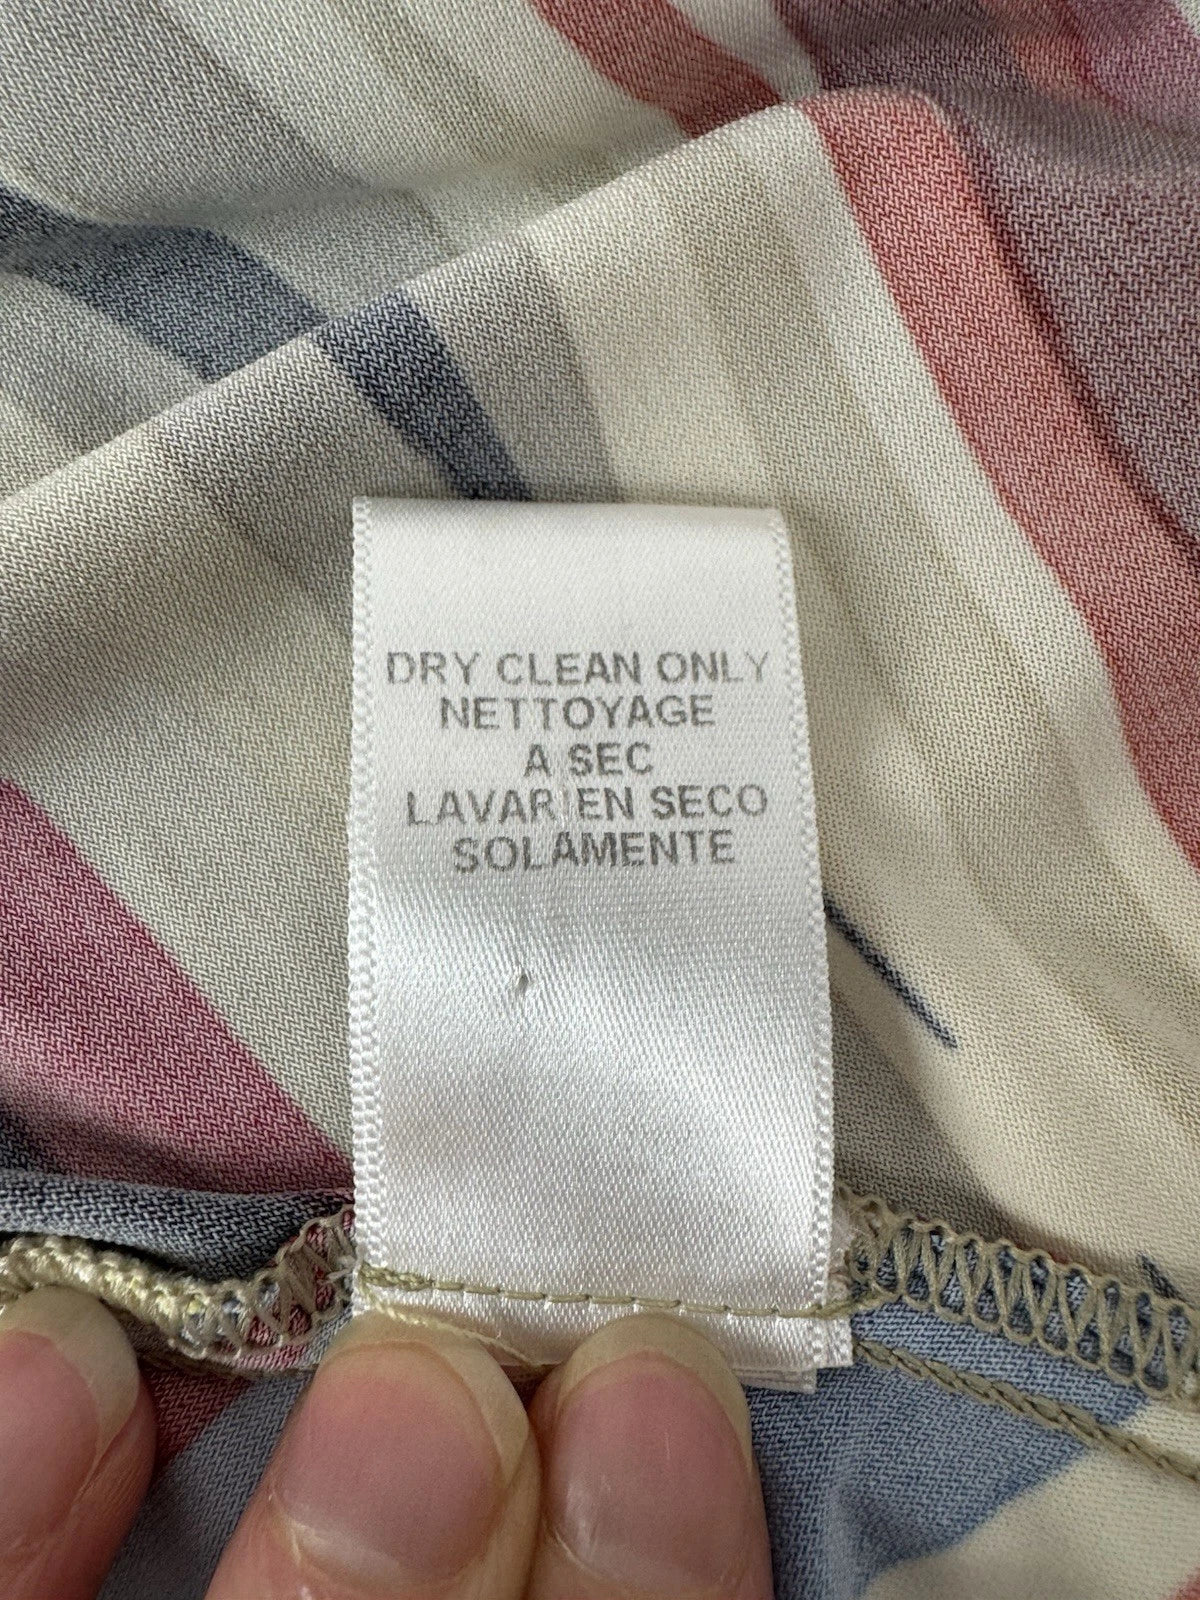 DRY CLEAN ONLY
NETTOYAGE
A SEC
LAVAR EN SECO
SOLAMENTE